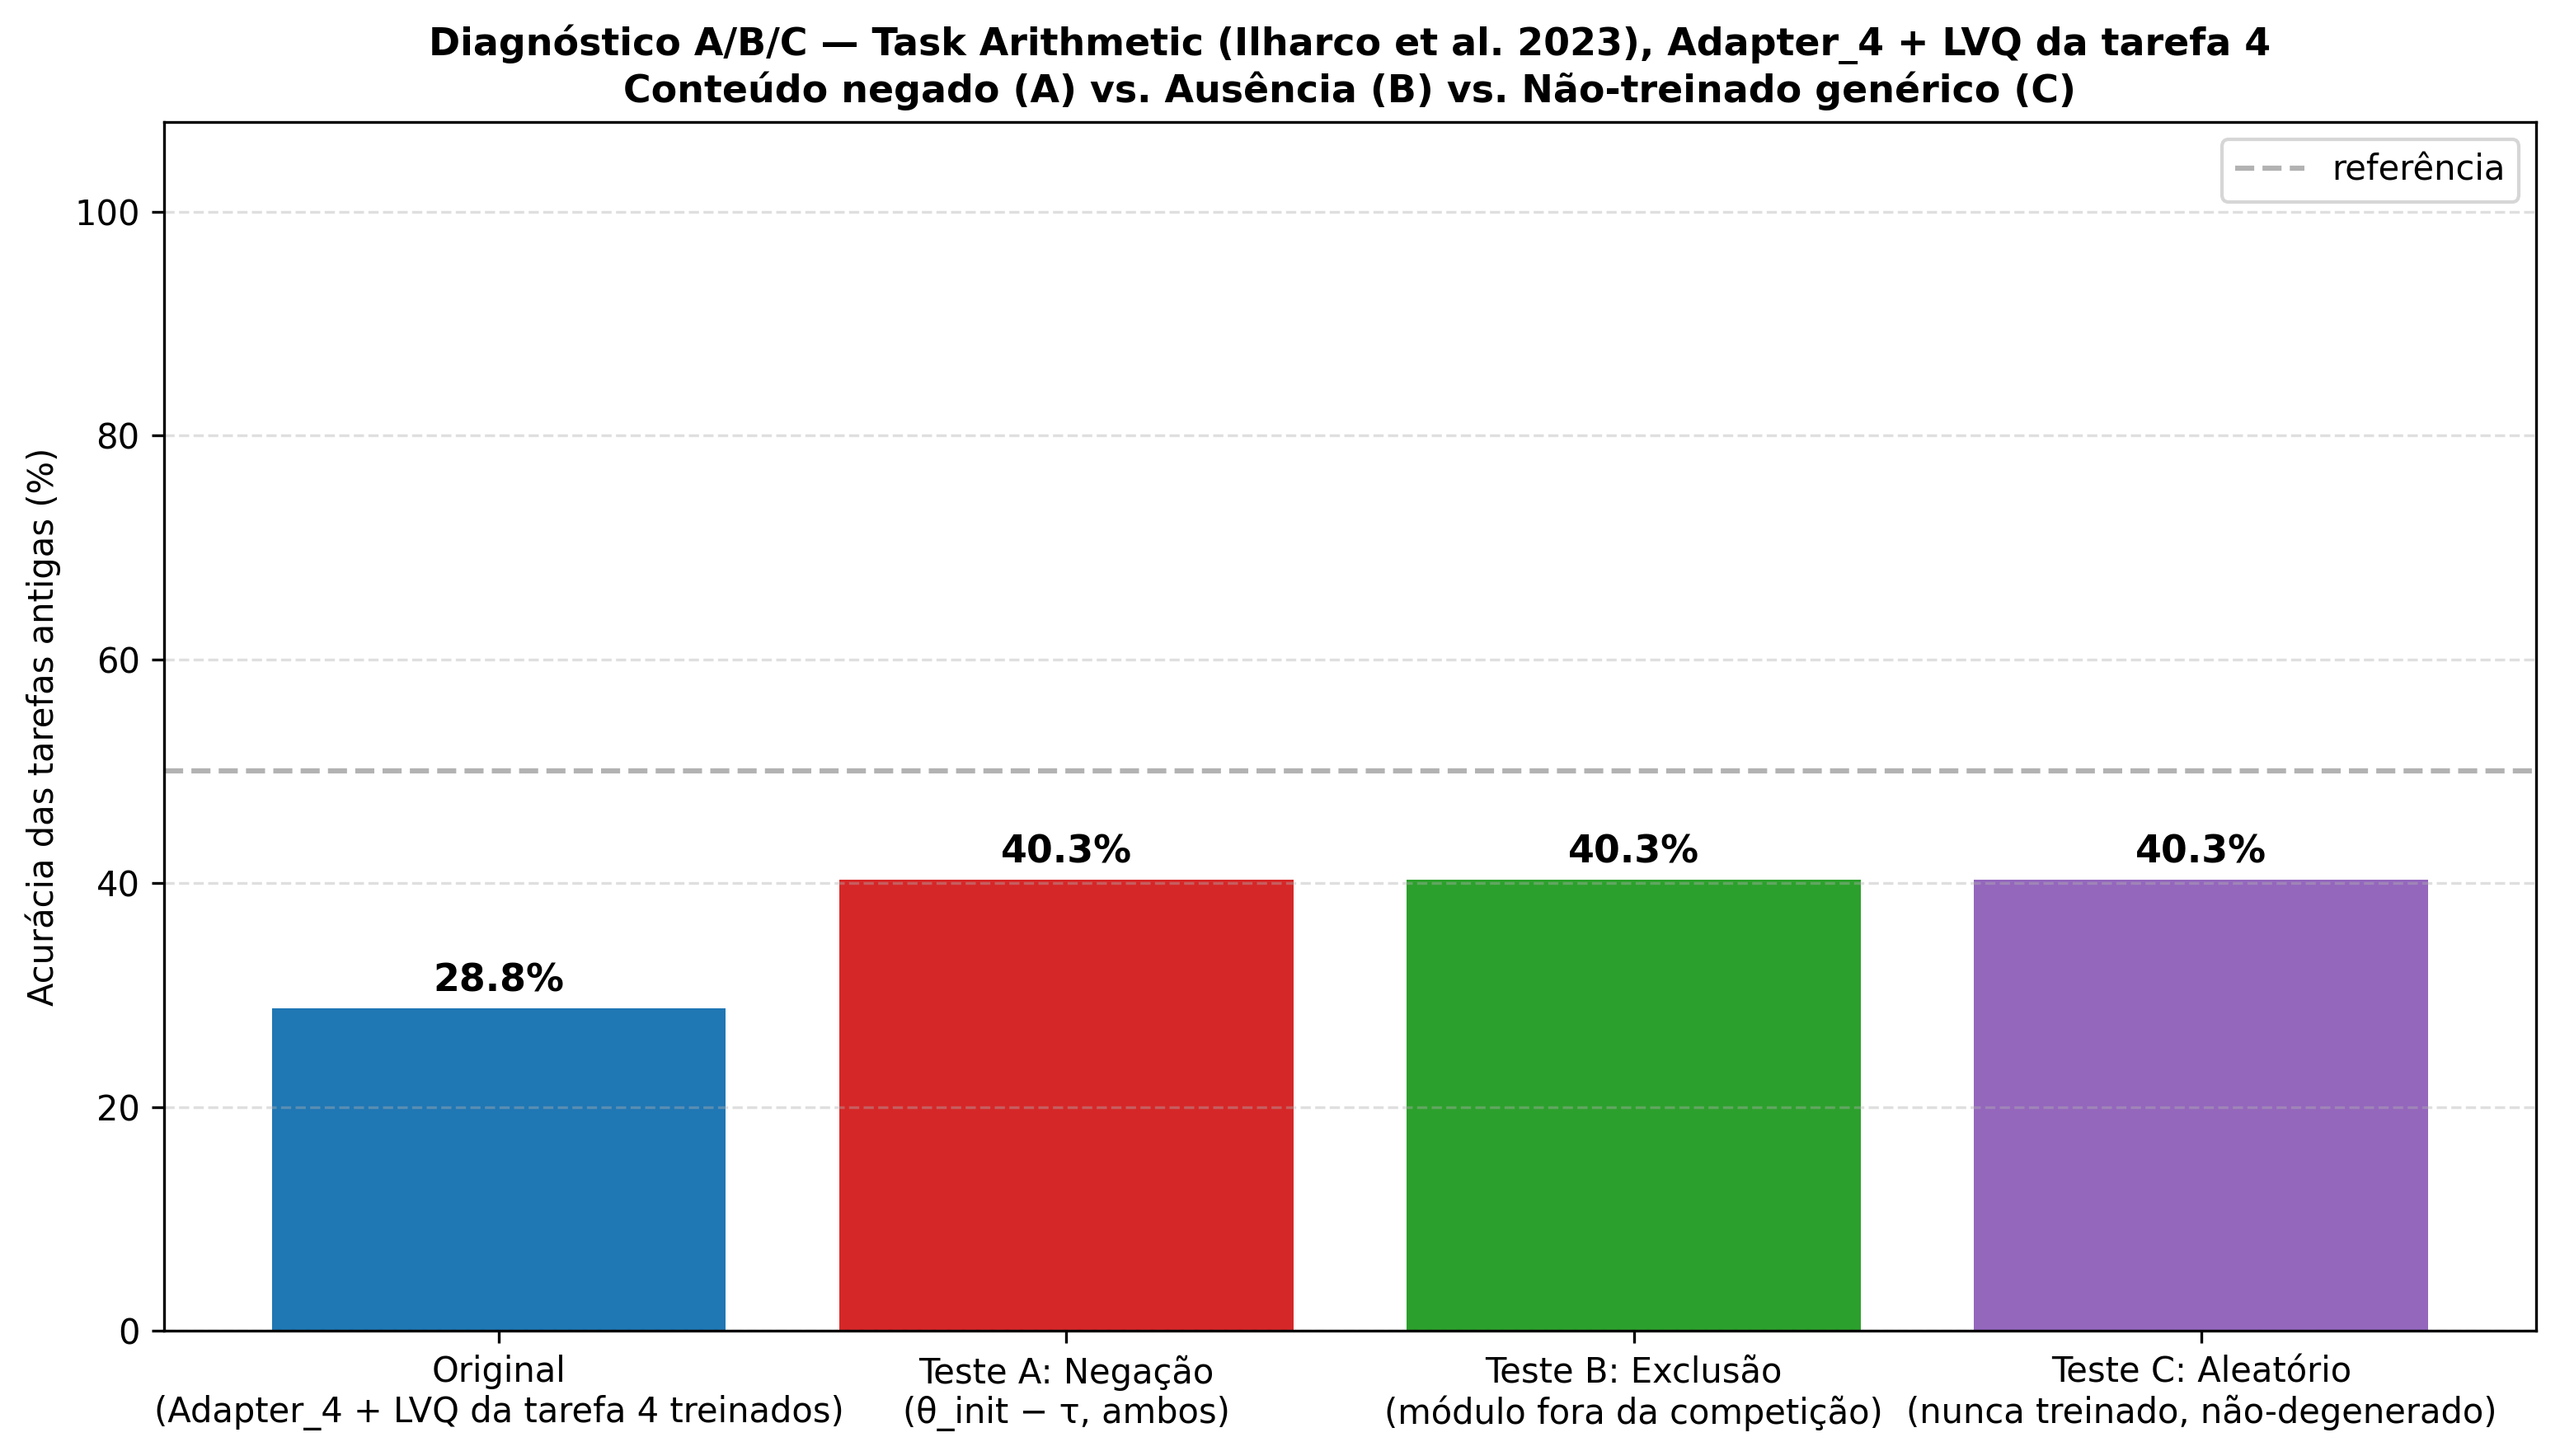 Diagnóstico A/B/C — Task Arithmetic (Ilharco et al. 2023), Adapter_4 + LVQ da tarefa 4
Conteúdo negado (A) vs. Ausência (B) vs. Não-treinado genérico (C)
referência
Acurácia das tarefas antigas (%)
100
80
60
40
20
0
28.8%
40.3%
40.3%
40.3%
Original
(Adapter_4 + LVQ da tarefa 4 treinados)
Teste A: Negação
(θ_init − τ, ambos)
Teste B: Exclusão
(módulo fora da competição)
Teste C: Aleatório
(nunca treinado, não-degenerado)